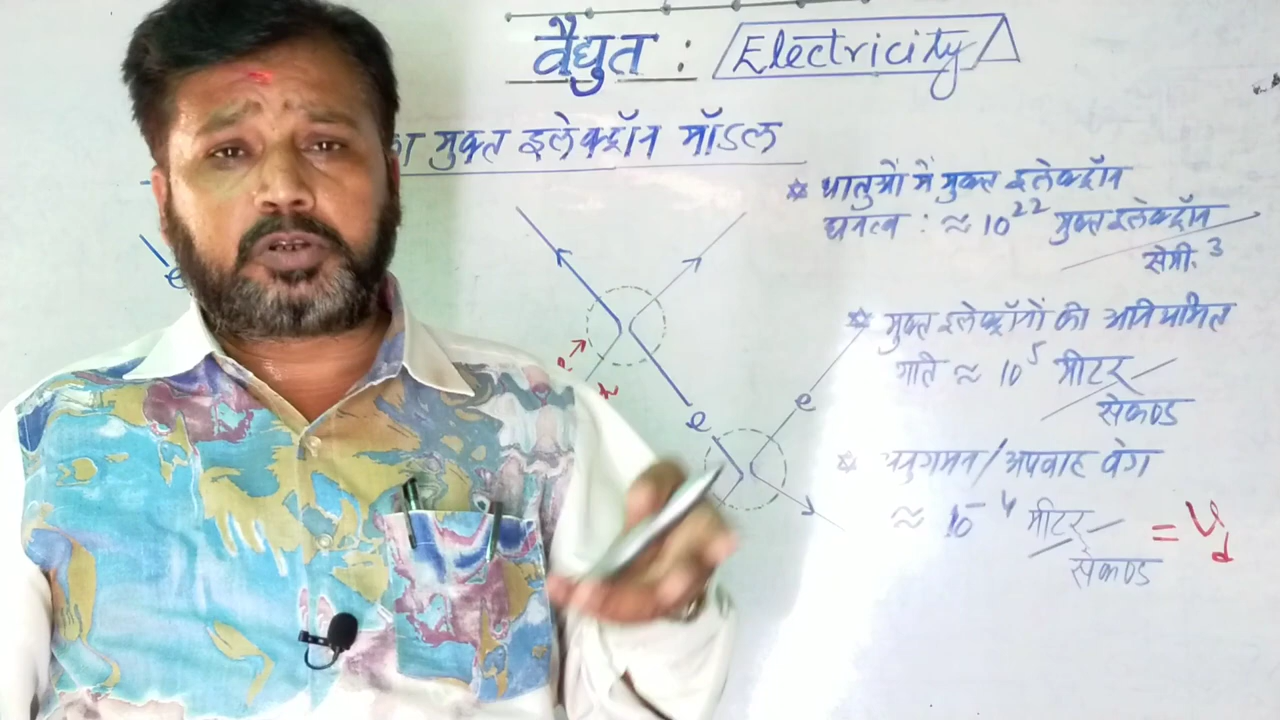 वैद्युत : Electricity
का मुक्त इलेक्ट्रॉन मॉडल
धातुओं में मुक्त इलेक्ट्रॉन
घनत्व : ≈ 10²² मुक्त इलेक्ट्रॉन
सेमी.³
मुक्त इलेक्ट्रॉनों की अनियमित
गति ≈ 10⁵ मीटर/
सेकण्ड
अनुगमन/अपवाह वेग
≈ 10⁻⁴ मीटर/
सेकण्ड
= v_d
e
e
e